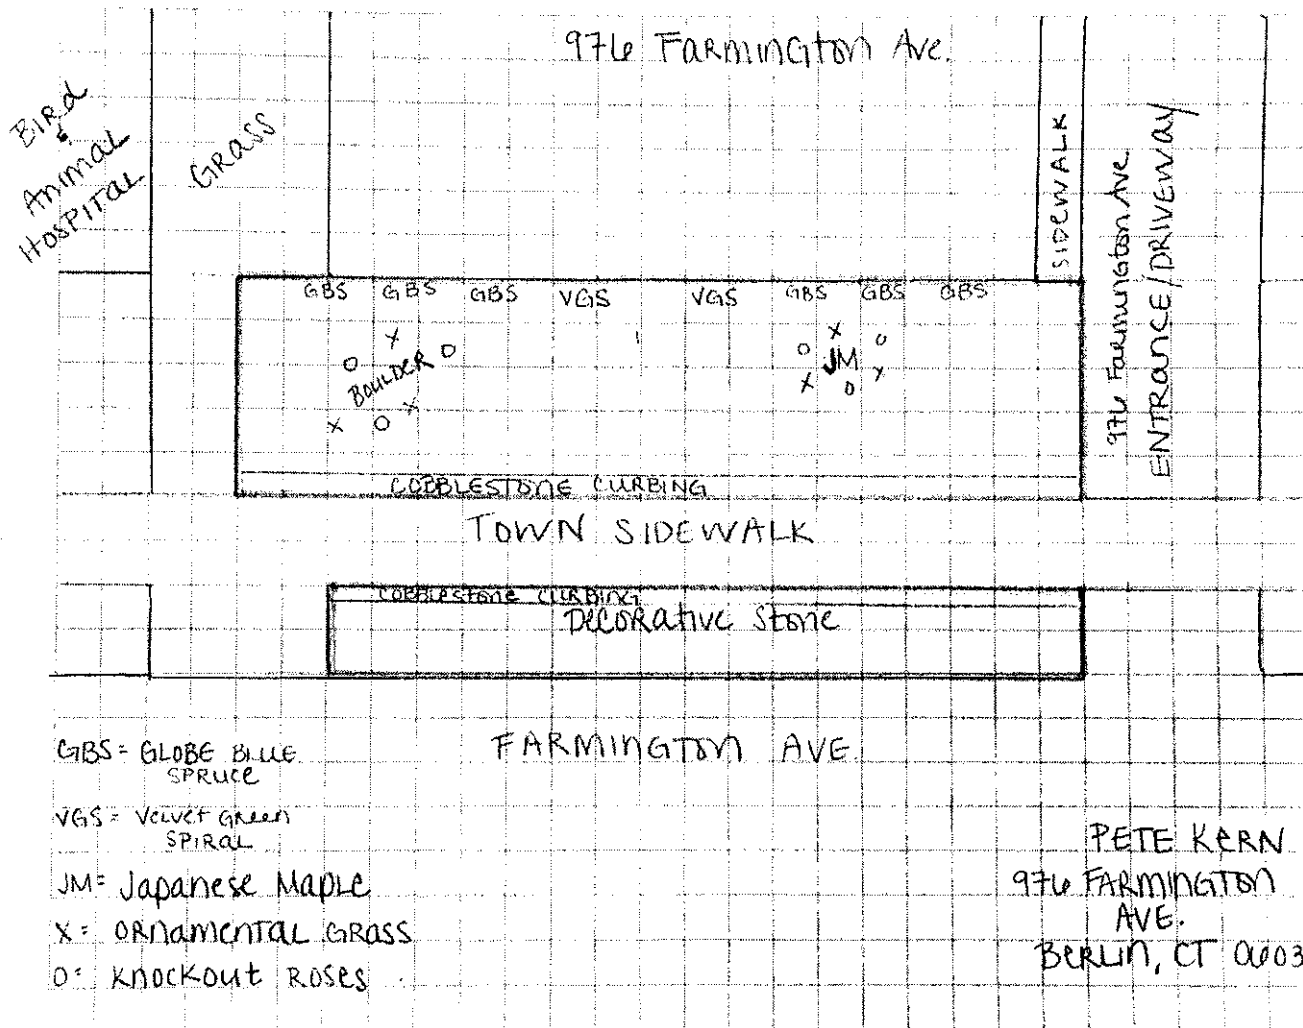 976 Farmington Ave.
Bird
&
Animal
Hospital
Grass
SIDEWALK
976 Farmington Ave
ENTRANCE/DRIVEWAY
GBS GBS GBS VGS VGS GBS GBS GBS
X X O
O O
BOULDER JM
X X
X O X O
COBBLESTONE CURBING
TOWN SIDEWALK
COBBLESTONE CURBING
Decorative Stone
FARMINGTON AVE.
GBS = GLOBE BLUE
SPRUCE
VGS = Velvet Green
SPIRAL
JM = Japanese Maple
X = ORNAMENTAL GRASS
O = Knockout Roses
PETE KERN
976 FARMINGTON
AVE.
BERLIN, CT 0603